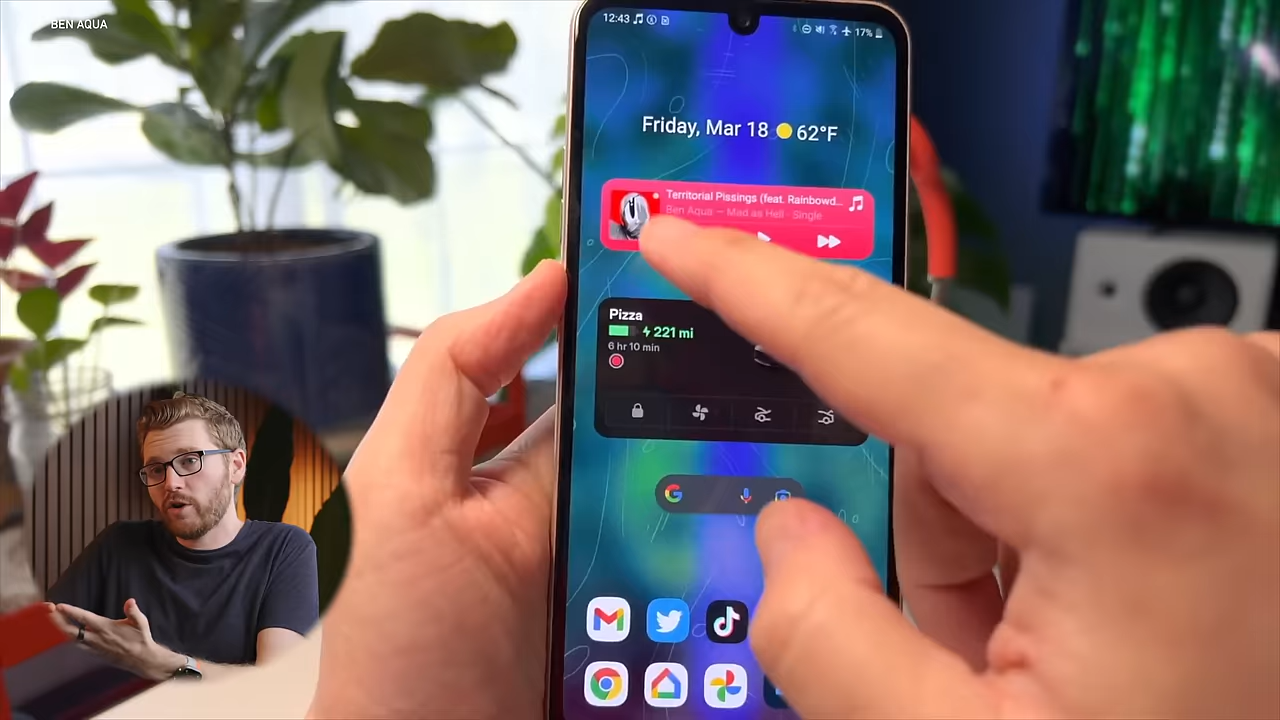 BEN AQUA
12:43
17%
Friday, Mar 18 62°F
Territorial Pissings (feat. Rainbowd...
Ben Aqua — Mad as Hell - Single
Pizza
221 mi
6 hr 10 min